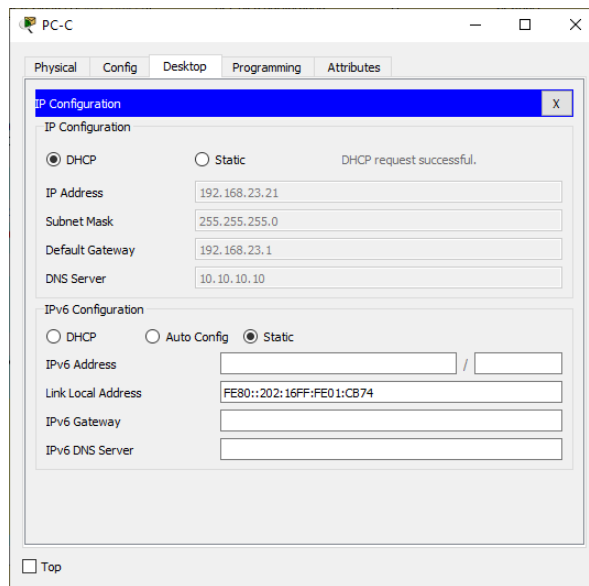 PC-C
Physical Config Desktop Programming Attributes
IP Configuration X
IP Configuration
DHCP Static DHCP request successful.
IP Address 192.168.23.21
Subnet Mask 255.255.255.0
Default Gateway 192.168.23.1
DNS Server 10.10.10.10
IPv6 Configuration
DHCP Auto Config Static
IPv6 Address /
Link Local Address FE80::202:16FF:FE01:CB74
IPv6 Gateway
IPv6 DNS Server
Top